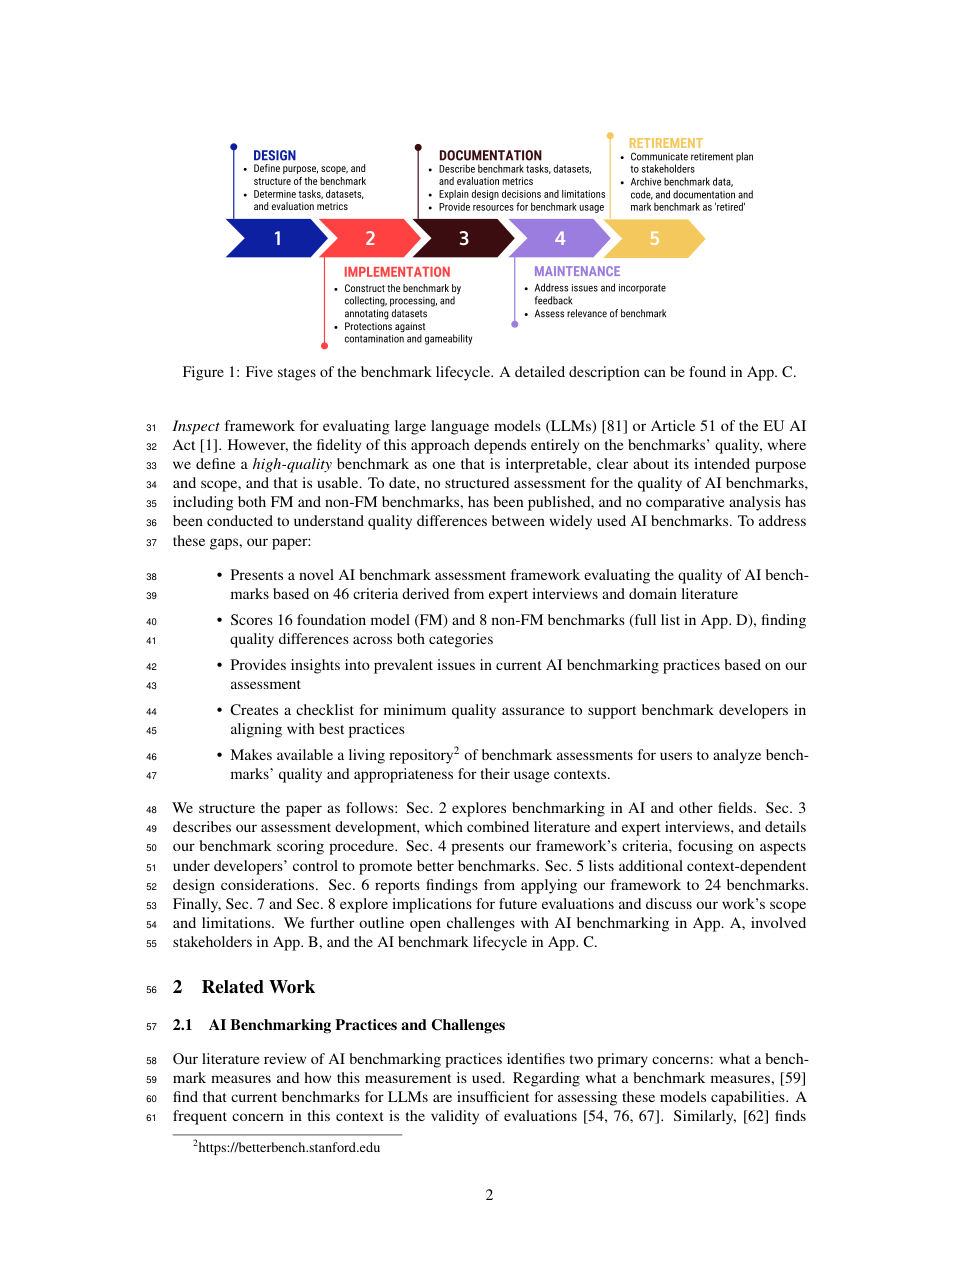 DESIGN
• Define purpose, scope, and
structure of the benchmark
• Determine tasks, datasets,
and evaluation metrics
DOCUMENTATION
• Describe benchmark tasks, datasets,
and evaluation metrics
• Explain design decisions and limitations
• Provide resources for benchmark usage
RETIREMENT
• Communicate retirement plan
to stakeholders
• Archive benchmark data,
code, and documentation and
mark benchmark as 'retired'
1 2 3 4 5
IMPLEMENTATION
• Construct the benchmark by
collecting, processing, and
annotating datasets
• Protections against
contamination and gameability
MAINTENANCE
• Address issues and incorporate
feedback
• Assess relevance of benchmark
Figure 1: Five stages of the benchmark lifecycle. A detailed description can be found in App. C.
31 Inspect framework for evaluating large language models (LLMs) [81] or Article 51 of the EU AI
32 Act [1]. However, the fidelity of this approach depends entirely on the benchmarks' quality, where
33 we define a high-quality benchmark as one that is interpretable, clear about its intended purpose
34 and scope, and that is usable. To date, no structured assessment for the quality of AI benchmarks,
35 including both FM and non-FM benchmarks, has been published, and no comparative analysis has
36 been conducted to understand quality differences between widely used AI benchmarks. To address
37 these gaps, our paper:
38 • Presents a novel AI benchmark assessment framework evaluating the quality of AI bench-
39 marks based on 46 criteria derived from expert interviews and domain literature
40 • Scores 16 foundation model (FM) and 8 non-FM benchmarks (full list in App. D), finding
41 quality differences across both categories
42 • Provides insights into prevalent issues in current AI benchmarking practices based on our
43 assessment
44 • Creates a checklist for minimum quality assurance to support benchmark developers in
45 aligning with best practices
46 • Makes available a living repository2 of benchmark assessments for users to analyze bench-
47 marks' quality and appropriateness for their usage contexts.
48 We structure the paper as follows: Sec. 2 explores benchmarking in AI and other fields. Sec. 3
49 describes our assessment development, which combined literature and expert interviews, and details
50 our benchmark scoring procedure. Sec. 4 presents our framework's criteria, focusing on aspects
51 under developers' control to promote better benchmarks. Sec. 5 lists additional context-dependent
52 design considerations. Sec. 6 reports findings from applying our framework to 24 benchmarks.
53 Finally, Sec. 7 and Sec. 8 explore implications for future evaluations and discuss our work's scope
54 and limitations. We further outline open challenges with AI benchmarking in App. A, involved
55 stakeholders in App. B, and the AI benchmark lifecycle in App. C.
56 2 Related Work
57 2.1 AI Benchmarking Practices and Challenges
58 Our literature review of AI benchmarking practices identifies two primary concerns: what a bench-
59 mark measures and how this measurement is used. Regarding what a benchmark measures, [59]
60 find that current benchmarks for LLMs are insufficient for assessing these models capabilities. A
61 frequent concern in this context is the validity of evaluations [54, 76, 67]. Similarly, [62] finds
2https://betterbench.stanford.edu
2